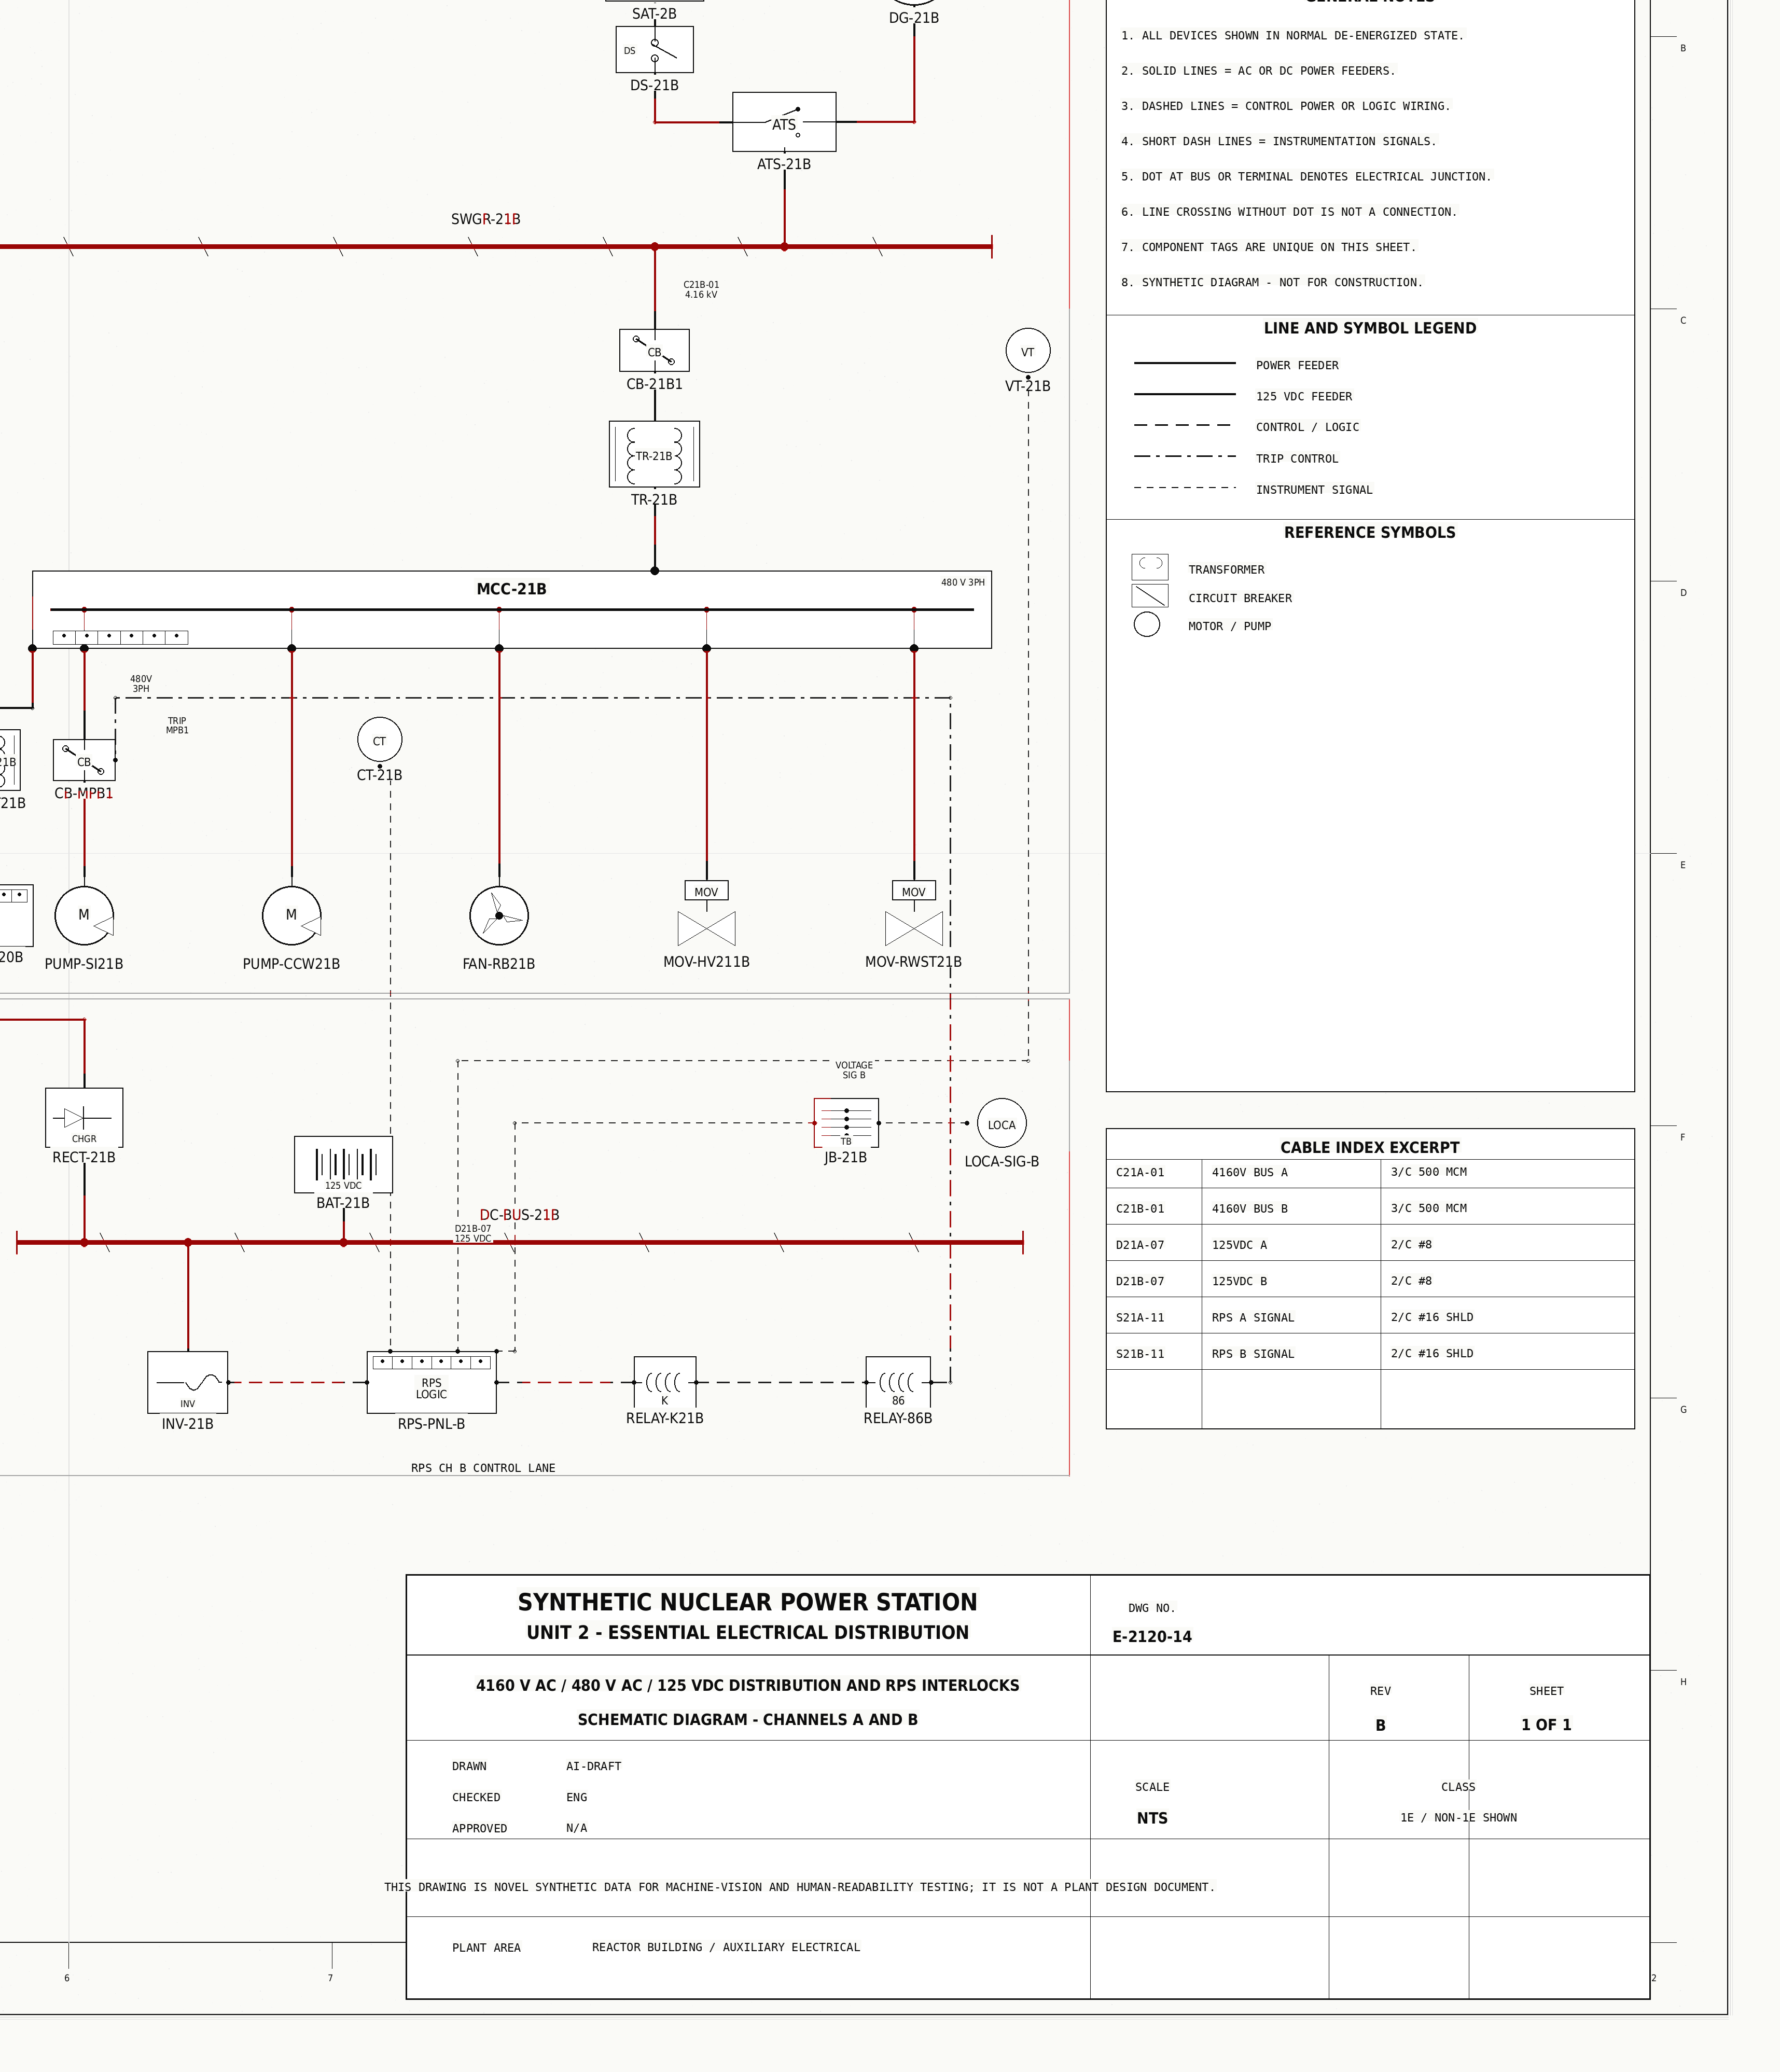 SAT-2B
DS
DS-21B
DG-21B
ATS
ATS-21B
SWGR-21B
C21B-01
4.16 kV
CB
CB-21B1
TR-21B
TR-21B
VT
VT-21B
MCC-21B
480 V 3PH
480V
3PH
TRIP
MPB1
CB
CB-MPB1
CT
CT-21B
21B
21B
20B
M
PUMP-SI21B
M
PUMP-CCW21B
FAN-RB21B
MOV
MOV-HV211B
MOV
MOV-RWST21B
CHGR
RECT-21B
125 VDC
BAT-21B
VOLTAGE
SIG B
TB
JB-21B
LOCA
LOCA-SIG-B
DC-BUS-21B
D21B-07
125 VDC
INV
INV-21B
RPS
LOGIC
RPS-PNL-B
K
RELAY-K21B
86
RELAY-86B
RPS CH B CONTROL LANE
GENERAL NOTES
1. ALL DEVICES SHOWN IN NORMAL DE-ENERGIZED STATE.
2. SOLID LINES = AC OR DC POWER FEEDERS.
3. DASHED LINES = CONTROL POWER OR LOGIC WIRING.
4. SHORT DASH LINES = INSTRUMENTATION SIGNALS.
5. DOT AT BUS OR TERMINAL DENOTES ELECTRICAL JUNCTION.
6. LINE CROSSING WITHOUT DOT IS NOT A CONNECTION.
7. COMPONENT TAGS ARE UNIQUE ON THIS SHEET.
8. SYNTHETIC DIAGRAM - NOT FOR CONSTRUCTION.
LINE AND SYMBOL LEGEND
POWER FEEDER
125 VDC FEEDER
CONTROL / LOGIC
TRIP CONTROL
INSTRUMENT SIGNAL
REFERENCE SYMBOLS
TRANSFORMER
CIRCUIT BREAKER
MOTOR / PUMP
CABLE INDEX EXCERPT
C21A-01 4160V BUS A 3/C 500 MCM
C21B-01 4160V BUS B 3/C 500 MCM
D21A-07 125VDC A 2/C #8
D21B-07 125VDC B 2/C #8
S21A-11 RPS A SIGNAL 2/C #16 SHLD
S21B-11 RPS B SIGNAL 2/C #16 SHLD
B
C
D
E
F
G
H
SYNTHETIC NUCLEAR POWER STATION
UNIT 2 - ESSENTIAL ELECTRICAL DISTRIBUTION
DWG NO.
E-2120-14
4160 V AC / 480 V AC / 125 VDC DISTRIBUTION AND RPS INTERLOCKS
SCHEMATIC DIAGRAM - CHANNELS A AND B
REV
B
SHEET
1 OF 1
DRAWN AI-DRAFT
CHECKED ENG
APPROVED N/A
SCALE
NTS
CLASS
1E / NON-1E SHOWN
THIS DRAWING IS NOVEL SYNTHETIC DATA FOR MACHINE-VISION AND HUMAN-READABILITY TESTING; IT IS NOT A PLANT DESIGN DOCUMENT.
PLANT AREA REACTOR BUILDING / AUXILIARY ELECTRICAL
6
7
2